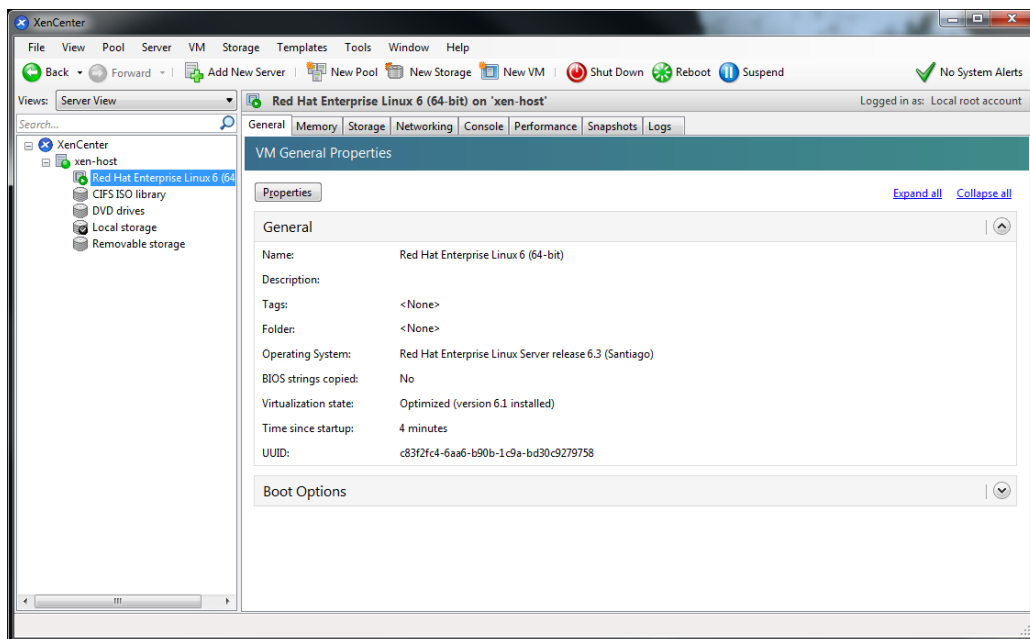 XenCenter
File View Pool Server VM Storage Templates Tools Window Help
Back Forward Add New Server New Pool New Storage New VM Shut Down Reboot Suspend No System Alerts
Views: Server View Red Hat Enterprise Linux 6 (64-bit) on 'xen-host' Logged in as: Local root account
Search... General Memory Storage Networking Console Performance Snapshots Logs
XenCenter
xen-host
Red Hat Enterprise Linux 6 (64
CIFS ISO library
DVD drives
Local storage
Removable storage
VM General Properties
Properties Expand all Collapse all
General
Name: Red Hat Enterprise Linux 6 (64-bit)
Description:
Tags: <None>
Folder: <None>
Operating System: Red Hat Enterprise Linux Server release 6.3 (Santiago)
BIOS strings copied: No
Virtualization state: Optimized (version 6.1 installed)
Time since startup: 4 minutes
UUID: c83f2fc4-6aa6-b90b-1c9a-bd30c9279758
Boot Options